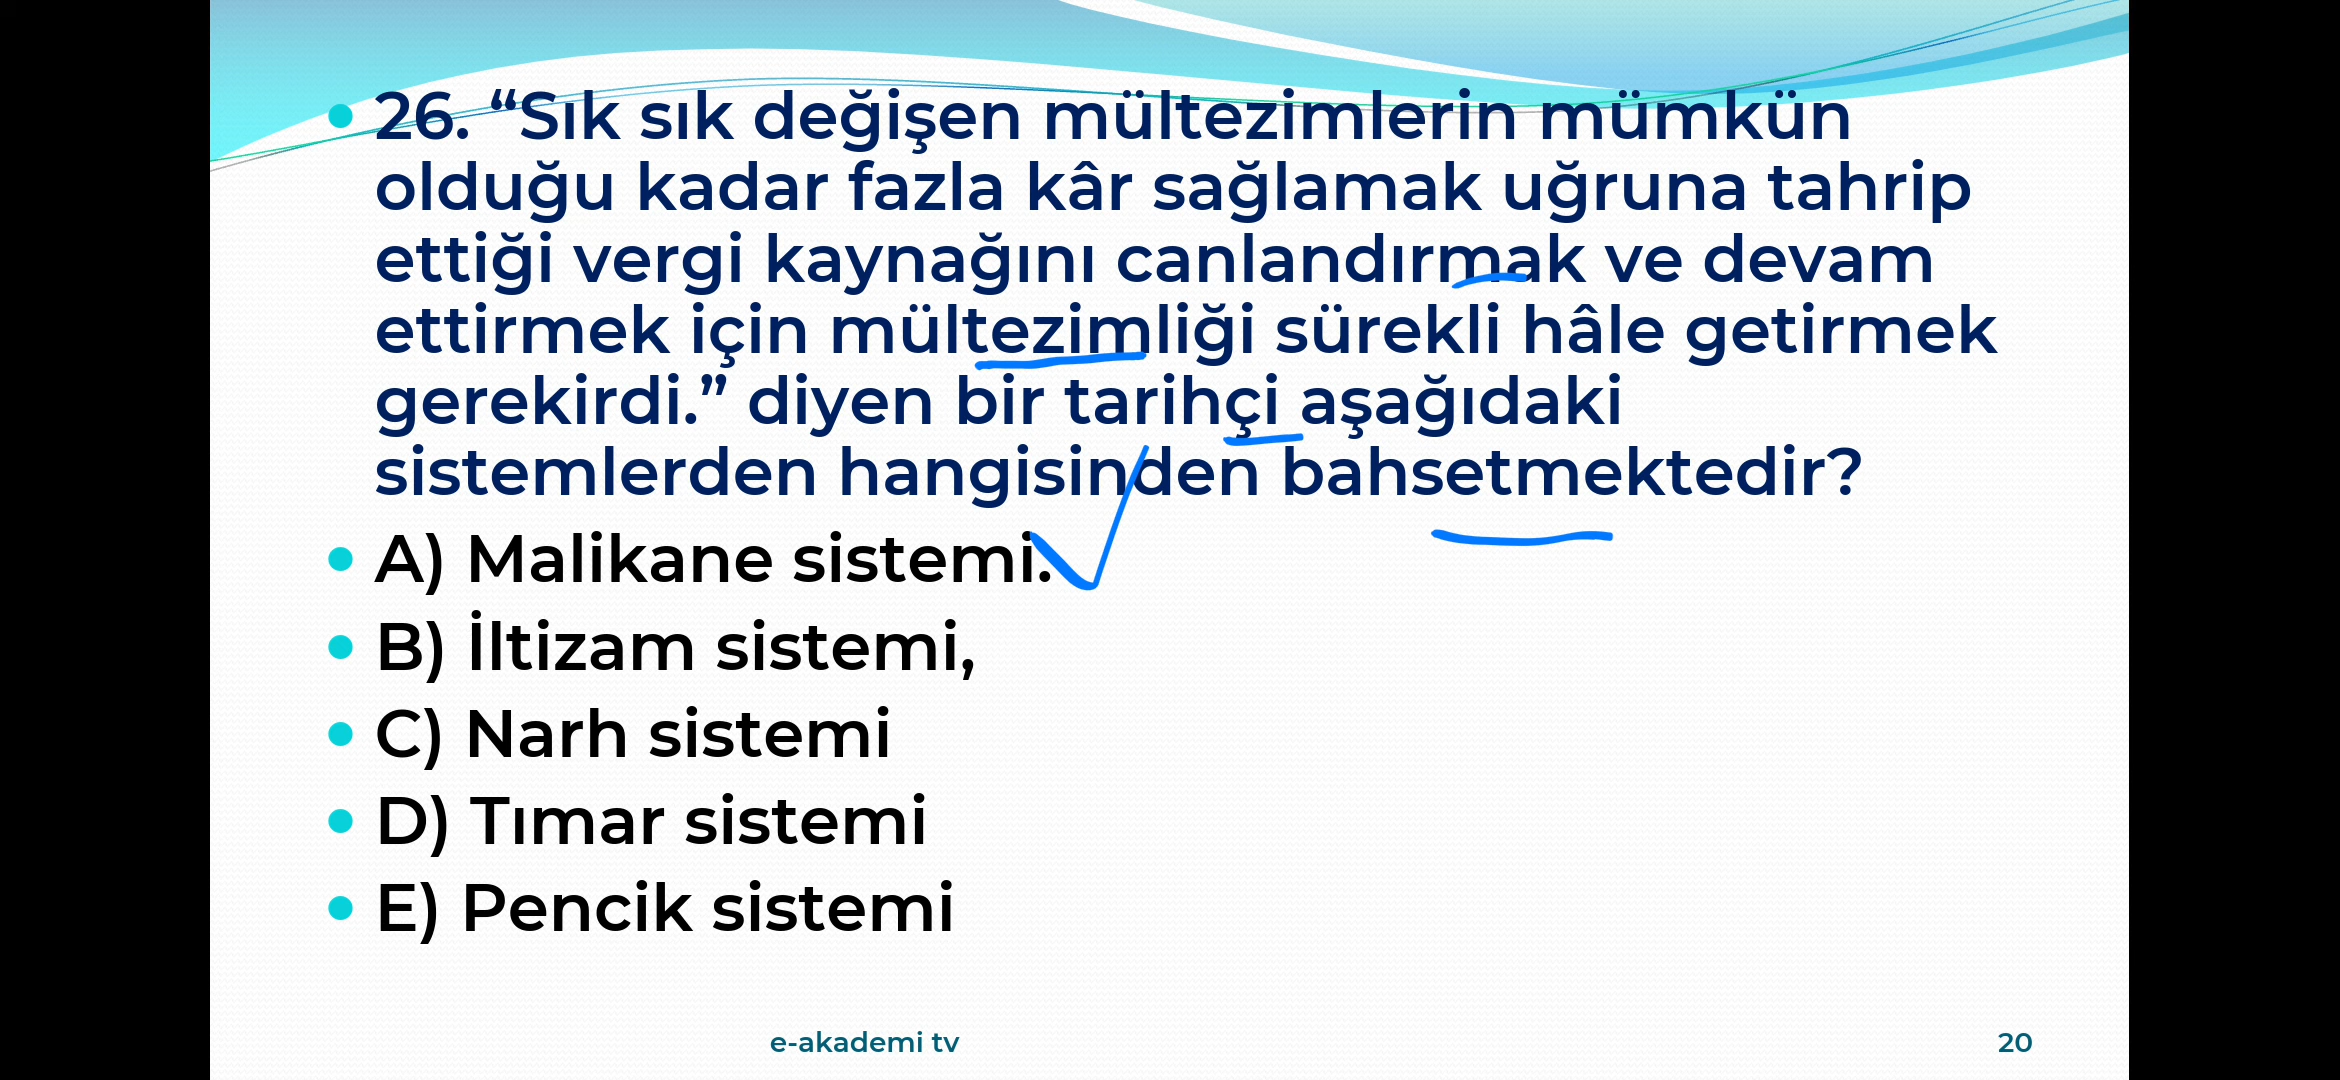 26. “Sık sık değişen mültezimlerin mümkün
olduğu kadar fazla kâr sağlamak uğruna tahrip
ettiği vergi kaynağını canlandırmak ve devam
ettirmek için mültezimliği sürekli hâle getirmek
gerekirdi.” diyen bir tarihçi aşağıdaki
sistemlerden hangisinden bahsetmektedir?
A) Malikane sistemi.
B) İltizam sistemi,
C) Narh sistemi
D) Tımar sistemi
E) Pencik sistemi
e-akademi tv
20